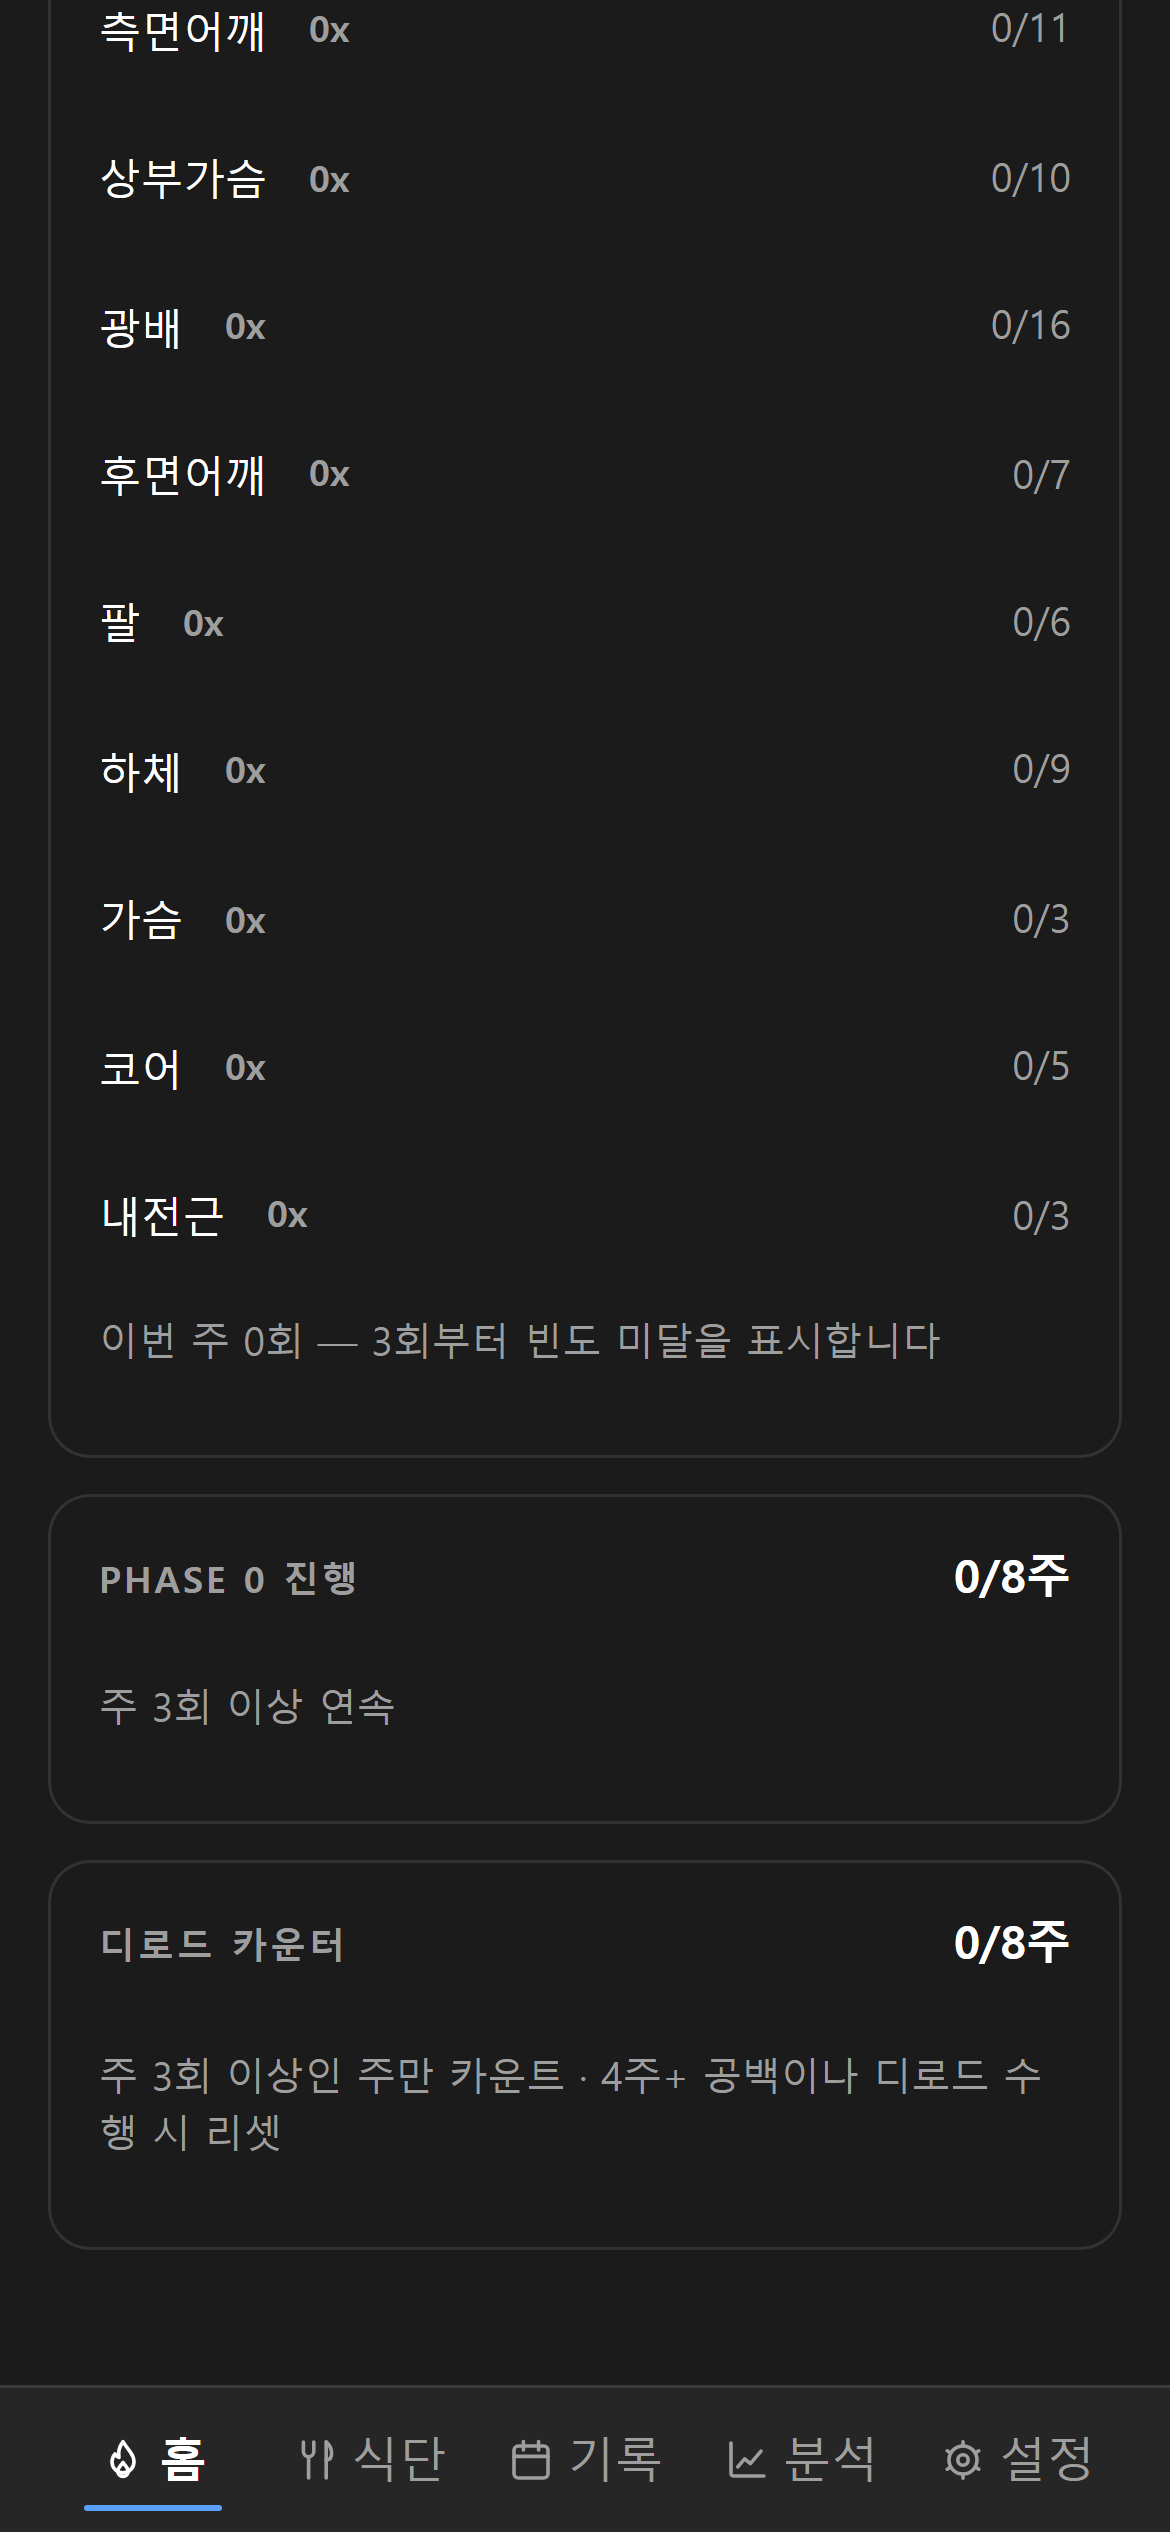 측면어깨 0x 0/11
상부가슴 0x 0/10
광배 0x 0/16
후면어깨 0x 0/7
팔 0x 0/6
하체 0x 0/9
가슴 0x 0/3
코어 0x 0/5
내전근 0x 0/3
이번 주 0회 — 3회부터 빈도 미달을 표시합니다
PHASE 0 진행 0/8주
주 3회 이상 연속
디로드 카운터 0/8주
주 3회 이상인 주만 카운트 · 4주+ 공백이나 디로드 수
행 시 리셋
홈 식단 기록 분석 설정